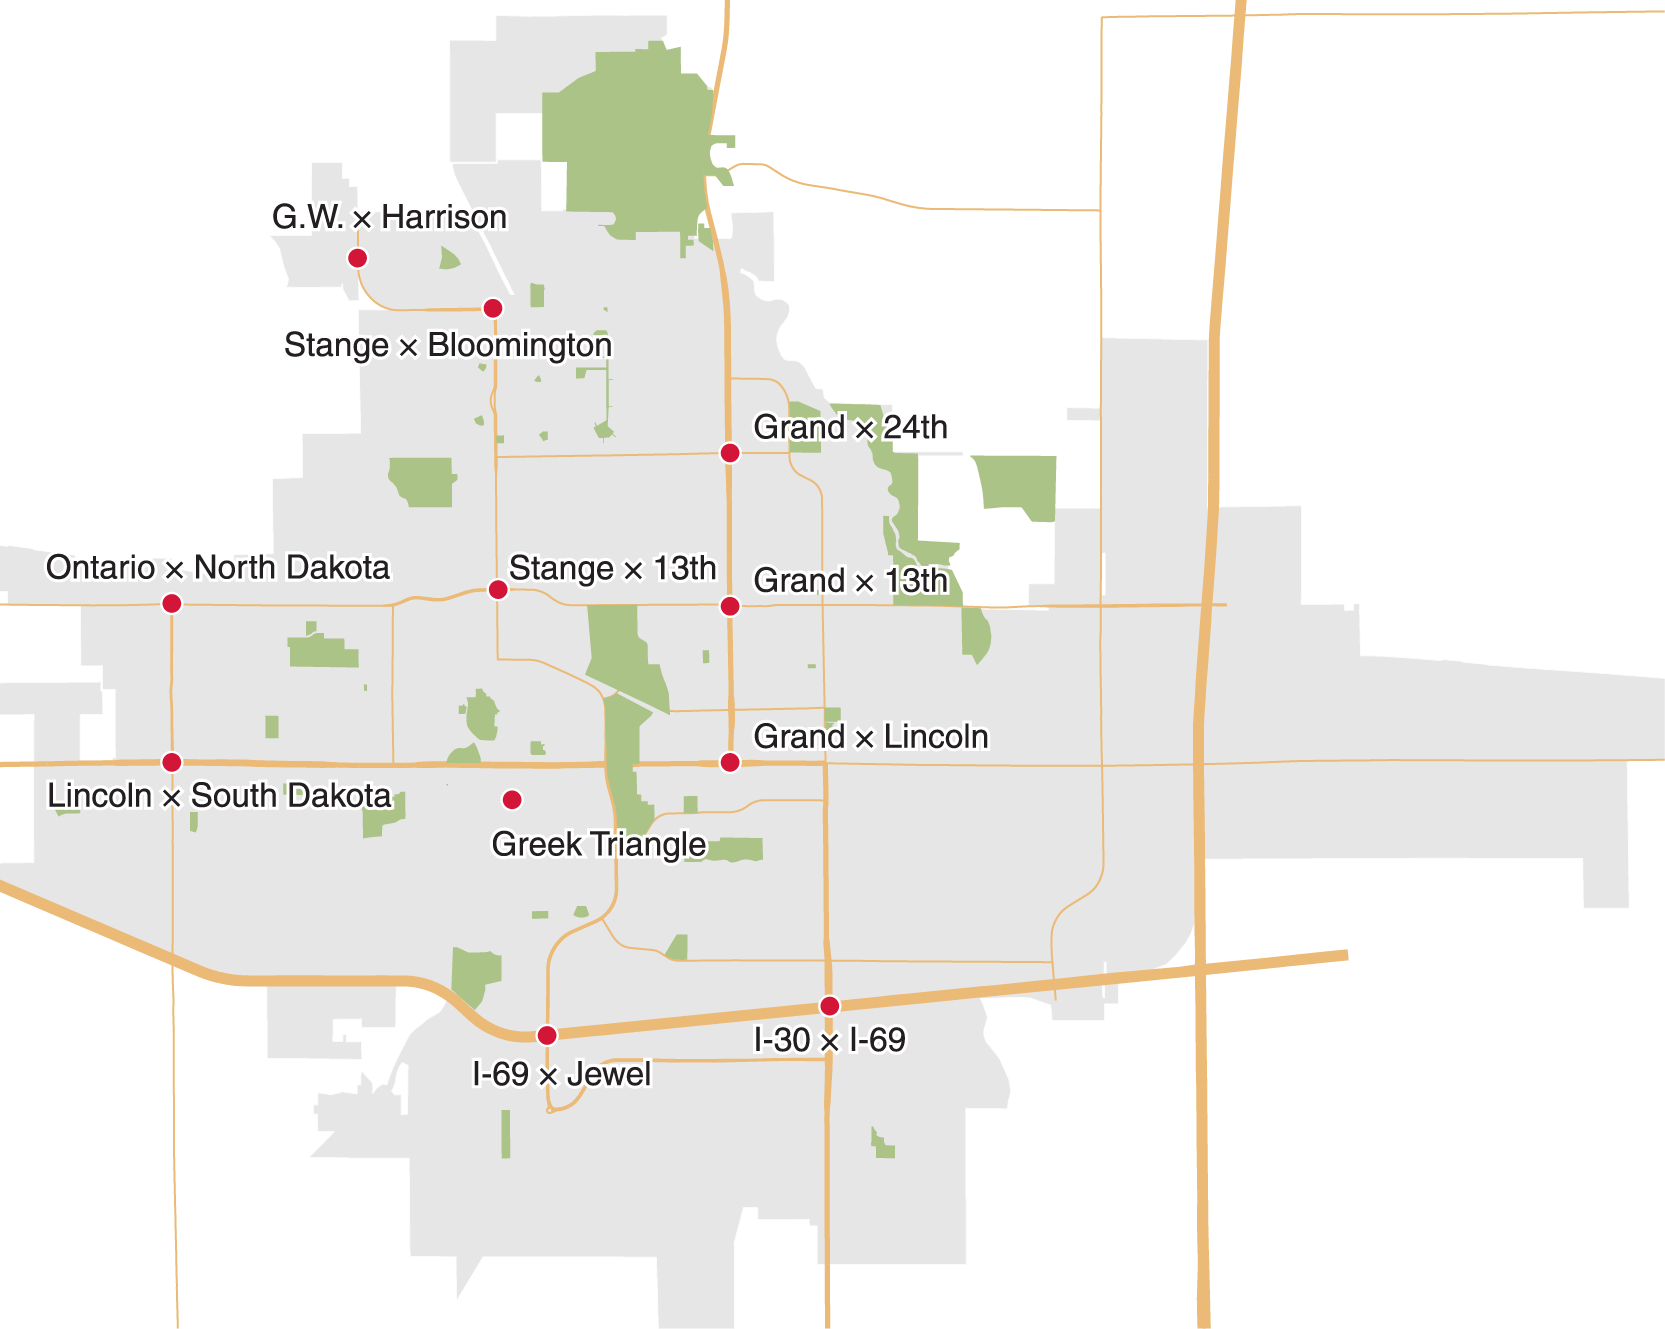 G.W. × Harrison
Stange × Bloomington
Grand × 24th
Ontario × North Dakota
Stange × 13th
Grand × 13th
Grand × Lincoln
Lincoln × South Dakota
Greek Triangle
I-30 × I-69
I-69 × Jewel